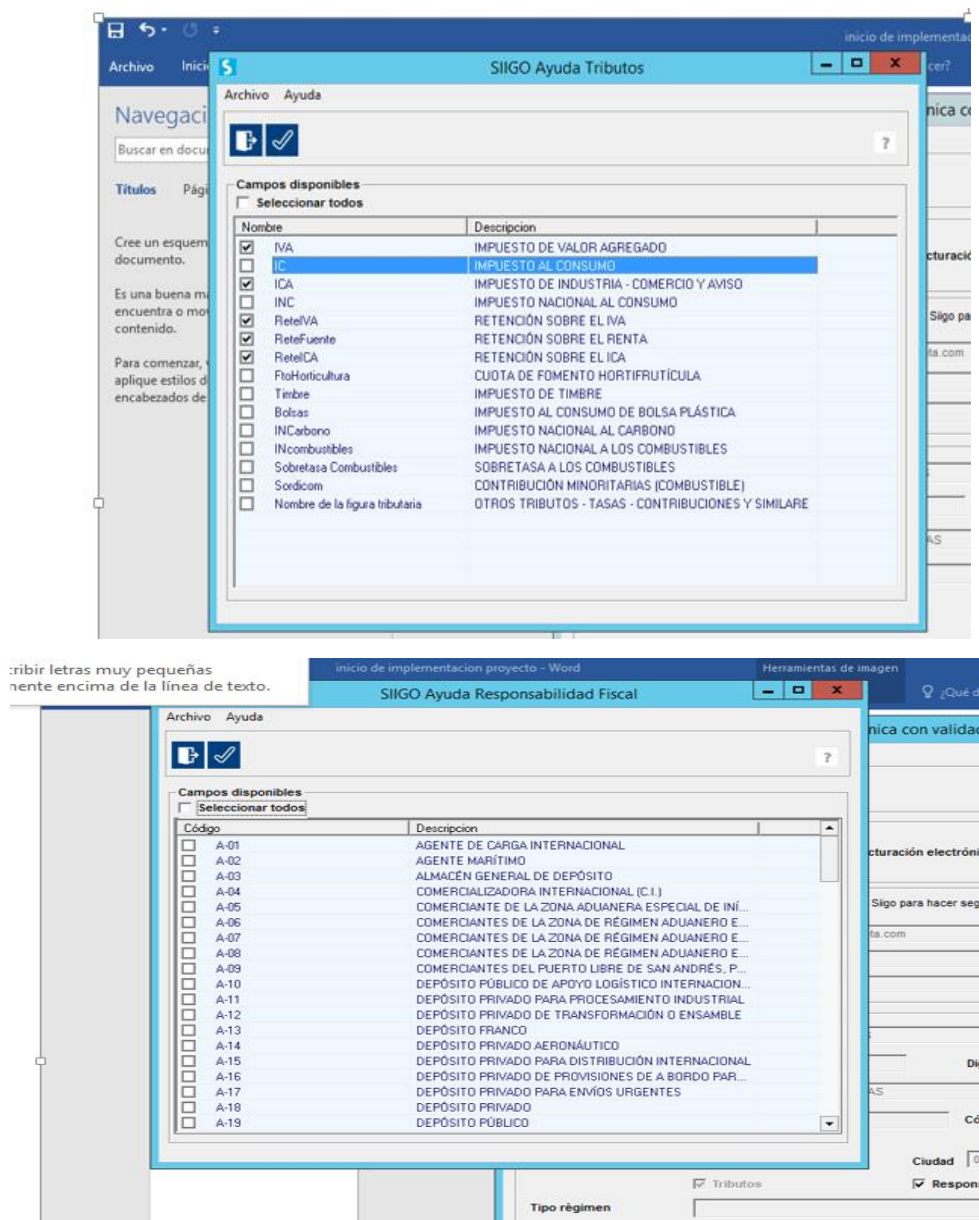 inicio de implementac
Archivo Inici cer?
SIIGO Ayuda Tributos
Archivo Ayuda
Navegaci nica co
Buscar en docu
Títulos Pági
?
Campos disponibles
Seleccionar todos
Nombre Descripcion
IVA IMPUESTO DE VALOR AGREGADO
IC IMPUESTO AL CONSUMO
ICA IMPUESTO DE INDUSTRIA - COMERCIO Y AVISO
INC IMPUESTO NACIONAL AL CONSUMO
ReteIVA RETENCIÓN SOBRE EL IVA
ReteFuente RETENCIÓN SOBRE EL RENTA
ReteICA RETENCIÓN SOBRE EL ICA
FtoHorticultura CUOTA DE FOMENTO HORTIFRUTÍCULA
Timbre IMPUESTO DE TIMBRE
Bolsas IMPUESTO AL CONSUMO DE BOLSA PLÁSTICA
INCarbono IMPUESTO NACIONAL AL CARBONO
INcombustibles IMPUESTO NACIONAL A LOS COMBUSTIBLES
Sobretasa Combustibles SOBRETASA A LOS COMBUSTIBLES
Sordicom CONTRIBUCIÓN MINORITARIAS (COMBUSTIBLE)
Nombre de la figura tributaria OTROS TRIBUTOS - TASAS - CONTRIBUCIONES Y SIMILARE
Cree un esquem
documento.
Es una buena ma
encuentra o mov
contenido.
Para comenzar, v
aplique estilos d
encabezados de
cturació
Siigo pa
ta.com
AS
cribir letras muy pequeñas
nente encima de la línea de texto.
inicio de implementacion proyecto - Word Herramientas de imagen
¿Qué d
SIIGO Ayuda Responsabilidad Fiscal
Archivo Ayuda
nica con validac
?
Campos disponibles
Seleccionar todos
Código Descripcion
A-01 AGENTE DE CARGA INTERNACIONAL
A-02 AGENTE MARÍTIMO
A-03 ALMACÉN GENERAL DE DEPÓSITO
A-04 COMERCIALIZADORA INTERNACIONAL (C.I.)
A-05 COMERCIANTE DE LA ZONA ADUANERA ESPECIAL DE INÍ...
A-06 COMERCIANTES DE LA ZONA DE RÉGIMEN ADUANERO E...
A-07 COMERCIANTES DE LA ZONA DE RÉGIMEN ADUANERO E...
A-08 COMERCIANTES DE LA ZONA DE RÉGIMEN ADUANERO E...
A-09 COMERCIANTES DEL PUERTO LIBRE DE SAN ANDRÉS, P...
A-10 DEPÓSITO PÚBLICO DE APOYO LOGÍSTICO INTERNACION...
A-11 DEPÓSITO PRIVADO PARA PROCESAMIENTO INDUSTRIAL
A-12 DEPÓSITO PRIVADO DE TRANSFORMACIÓN O ENSAMBLE
A-13 DEPÓSITO FRANCO
A-14 DEPÓSITO PRIVADO AERONÁUTICO
A-15 DEPÓSITO PRIVADO PARA DISTRIBUCIÓN INTERNACIONAL
A-16 DEPÓSITO PRIVADO DE PROVISIONES DE A BORDO PAR...
A-17 DEPÓSITO PRIVADO PARA ENVÍOS URGENTES
A-18 DEPÓSITO PRIVADO
A-19 DEPÓSITO PÚBLICO
cturación electróni
Siigo para hacer seg
ta.com
Di
AS
Có
Ciudad 0
Tributos Respons
Tipo régimen